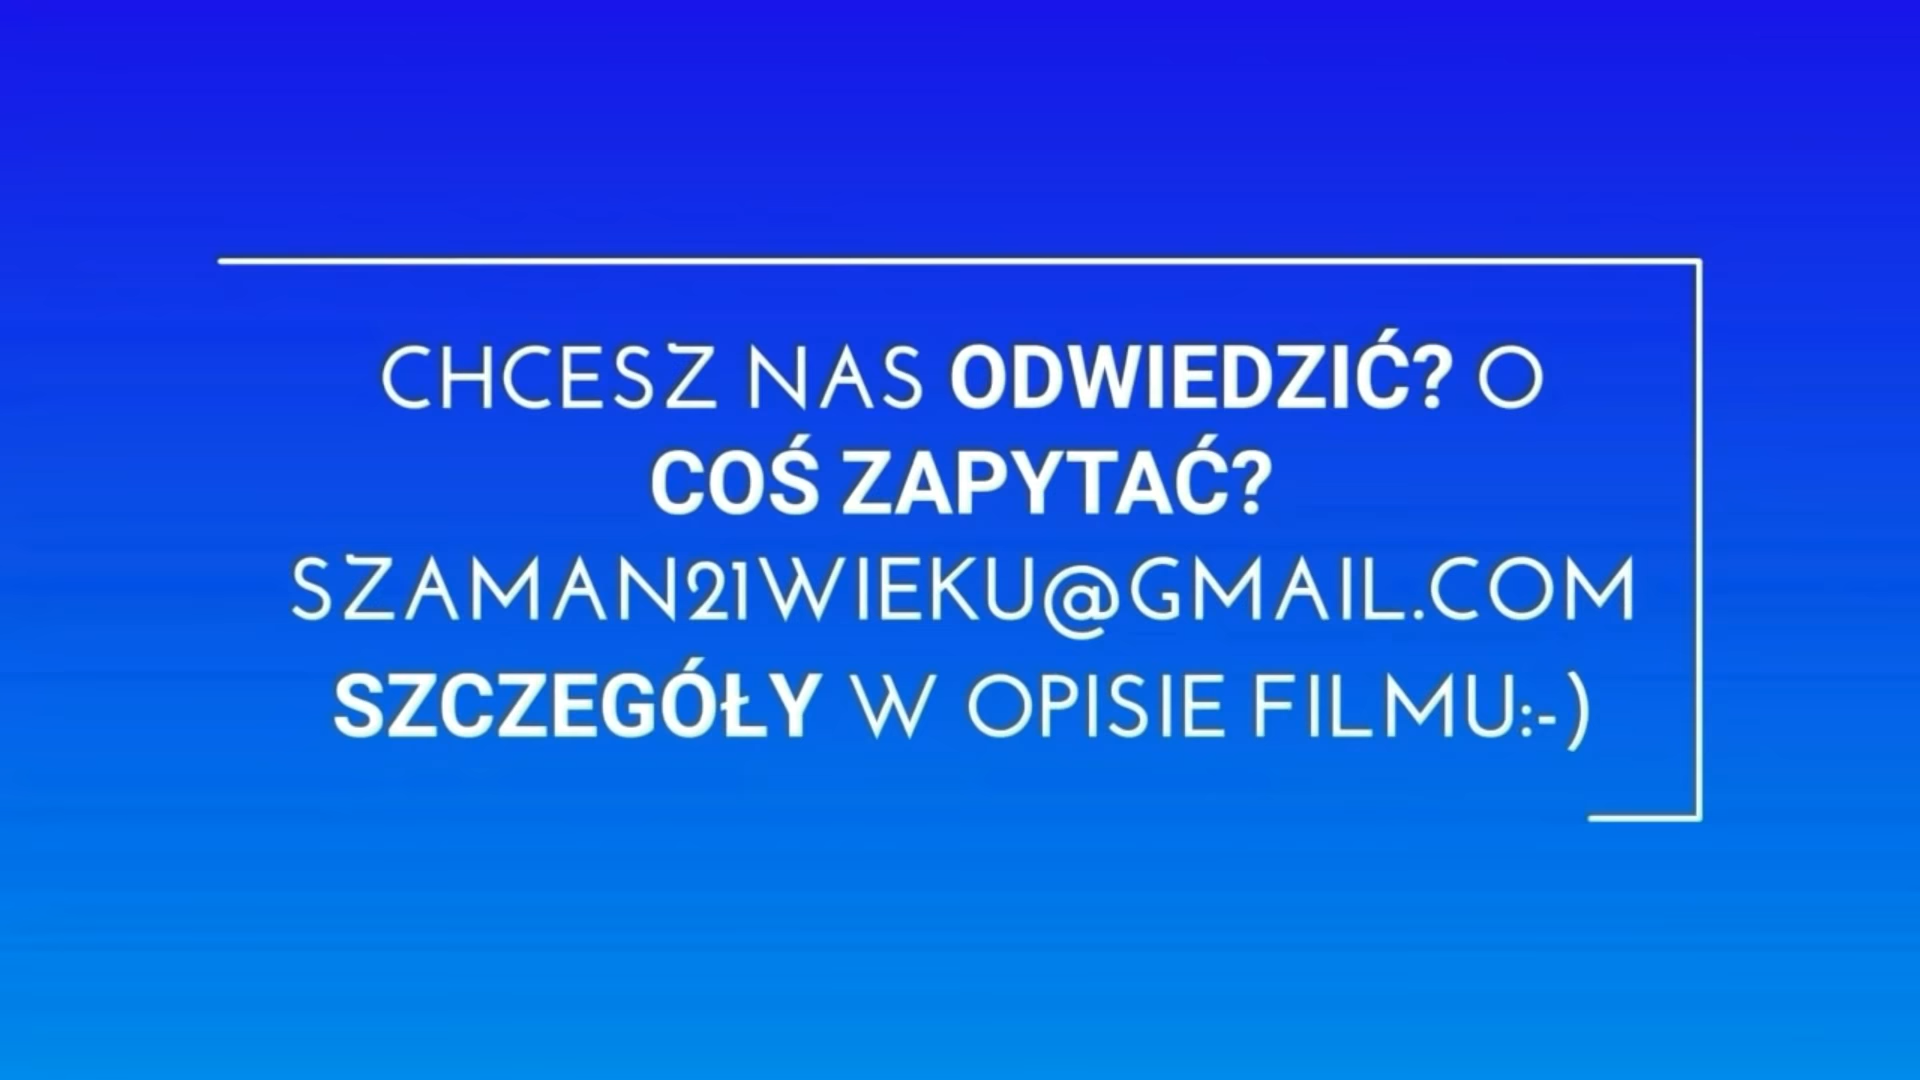 CHCESZ NAS ODWIEDZIĆ? O
COŚ ZAPYTAĆ?
SZAMAN21WIEKU@GMAIL.COM
SZCZEGÓŁY W OPISIE FILMU:-)